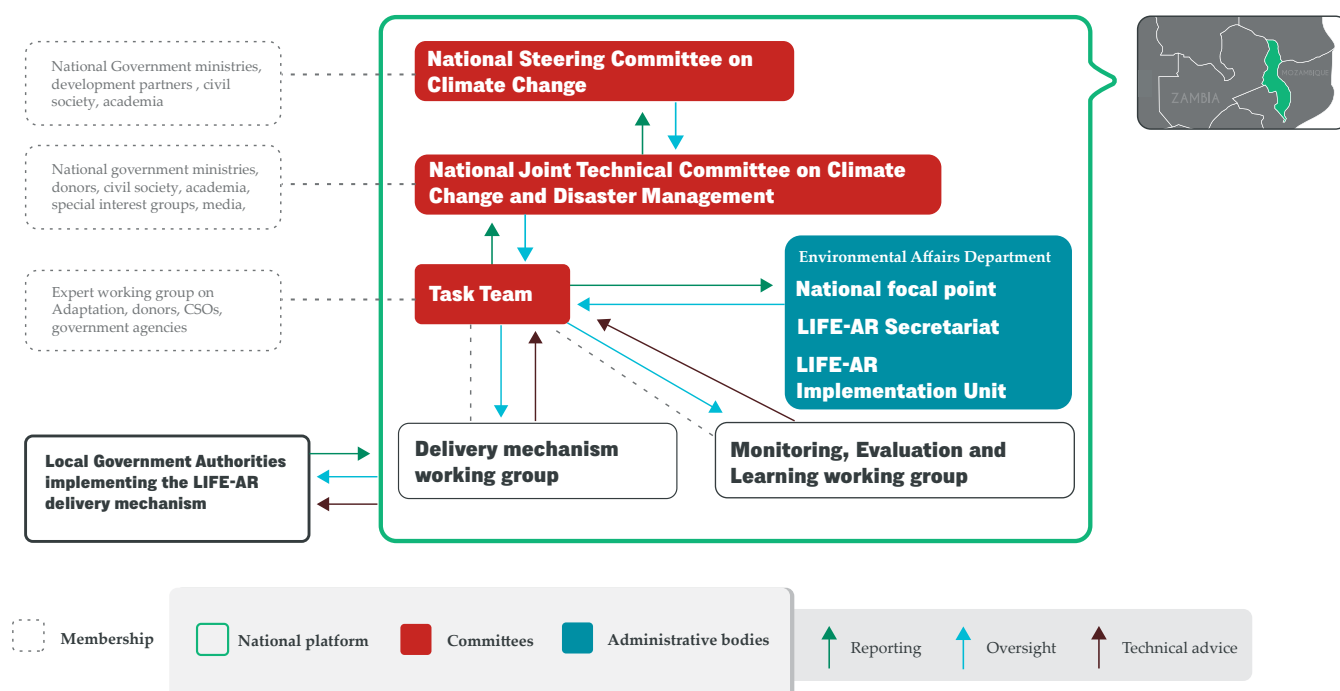 National Government ministries,
development partners , civil
society, academia
National Steering Committee on
Climate Change
ZAMBIA
MOZAMBIQUE
National government ministries,
donors, civil society, academia,
special interest groups, media,
National Joint Technical Committee on Climate
Change and Disaster Management
Expert working group on
Adaptation, donors, CSOs,
government agencies
Task Team
Environmental Affairs Department
National focal point
LIFE-AR Secretariat
LIFE-AR
Implementation Unit
Local Government Authorities
implementing the LIFE-AR
delivery mechanism
Delivery mechanism
working group
Monitoring, Evaluation and
Learning working group
Membership
National platform
Committees
Administrative bodies
Reporting
Oversight
Technical advice